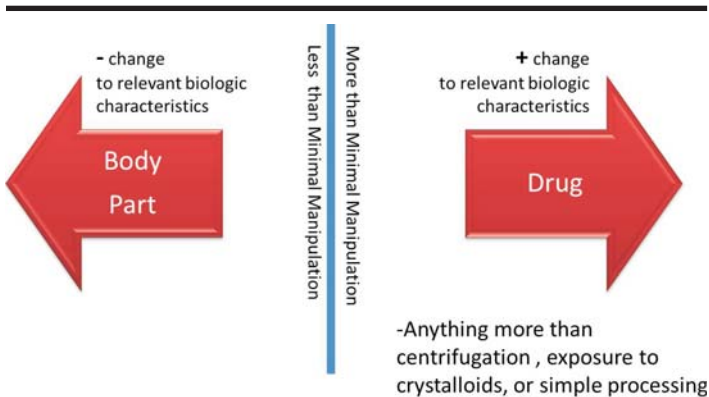 - change
to relevant biologic
characteristics
Body
Part
Less than Minimal Manipulation
More than Minimal Manipulation
+ change
to relevant biologic
characteristics
Drug
-Anything more than
centrifugation , exposure to
crystalloids, or simple processing